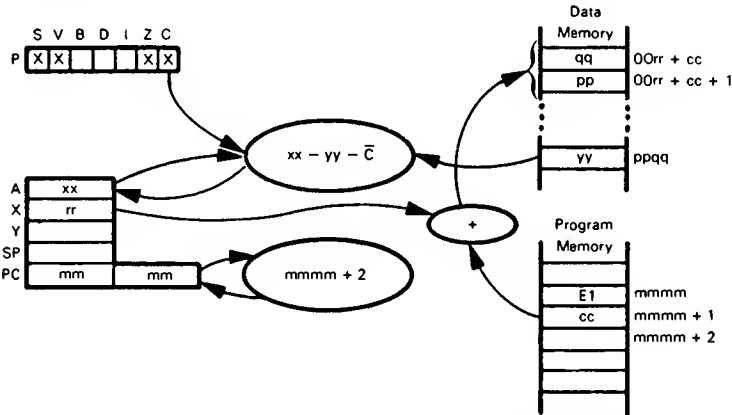 S V B D I Z C
P X X X X
Data
Memory
qq 00rr + cc
pp 00rr + cc + 1
xx − yy − C̅
yy ppqq
A xx
X rr
Y
SP
PC mm mm
+
mmmm + 2
Program
Memory
E1 mmmm
cc mmmm + 1
mmmm + 2